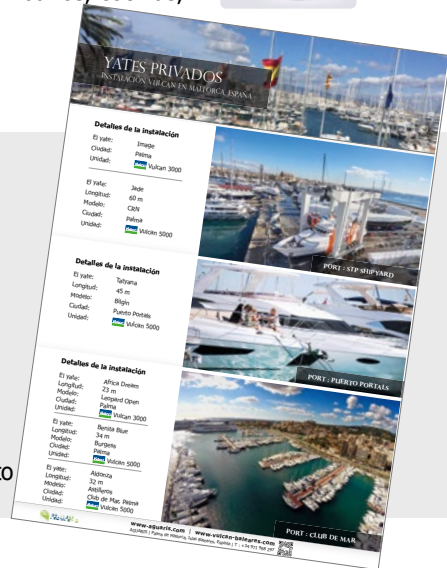 YATES PRIVADOS
INSTALACIÓN VULCAN EN MALLORCA, ESPAÑA
Detalles de la instalación
El yate: Image
Ciudad: Palma
Unidad: Vulcan 3000
El yate: Jade
Longitud: 60 m
Modelo: CRN
Ciudad: Palma
Unidad: Vulcan 5000
PORT : STP SHIPYARD
Detalles de la instalación
El yate: Tatyana
Longitud: 45 m
Modelo: Bilgin
Ciudad: Puerto Portals
Unidad: Vulcan 5000
PORT : PUERTO PORTALS
Detalles de la instalación
El yate: Africa Dream
Longitud: 23 m
Modelo: Leopard Open
Ciudad: Palma
Unidad: Vulcan 3000
El yate: Benita Blue
Longitud: 34 m
Modelo: Burgess
Ciudad: Palma
Unidad: Vulcan 5000
El yate: Aldonza
Longitud: 32 m
Modelo: Astilleros
Ciudad: Club de Mar, Palma
Unidad: Vulcan 5000
PORT : CLUB DE MAR
to
www.aguaris.com | www.vulcan-baleares.com